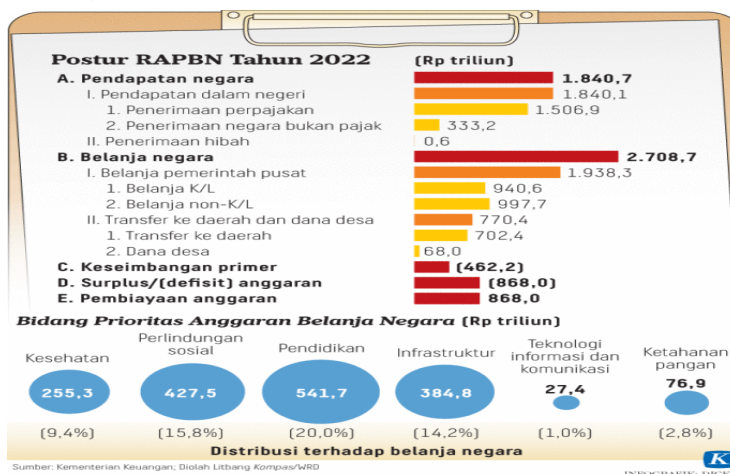 Postur RAPBN Tahun 2022 (Rp triliun)
A. Pendapatan negara 1.840,7
I. Pendapatan dalam negeri 1.840,1
1. Penerimaan perpajakan 1.506,9
2. Penerimaan negara bukan pajak 333,2
II. Penerimaan hibah 0,6
B. Belanja negara 2.708,7
I. Belanja pemerintah pusat 1.938,3
1. Belanja K/L 940,6
2. Belanja non-K/L 997,7
II. Transfer ke daerah dan dana desa 770,4
1. Transfer ke daerah 702,4
2. Dana desa 68,0
C. Keseimbangan primer (462,2)
D. Surplus/(defisit) anggaran (868,0)
E. Pembiayaan anggaran 868,0
Bidang Prioritas Anggaran Belanja Negara (Rp triliun)
Kesehatan
255,3
(9,4%)
Perlindungan
sosial
427,5
(15,8%)
Pendidikan
541,7
(20,0%)
Infrastruktur
384,8
(14,2%)
Teknologi
informasi dan
komunikasi
27,4
(1,0%)
Ketahanan
pangan
76,9
(2,8%)
Distribusi terhadap belanja negara
Sumber: Kementerian Keuangan; Diolah Litbang Kompas/WRD
K